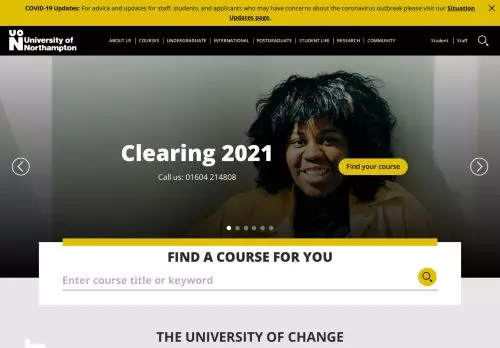 COVID-19 Updates: For advice and updates for staff, students, and applicants who may have concerns about the coronavirus outbreak please visit our Situation
Updates page.
UO
N University of
Northampton
ABOUT US COURSES UNDERGRADUATE INTERNATIONAL POSTGRADUATE STUDENT LIFE RESEARCH COMMUNITY Student Staff
Clearing 2021
Call us: 01604 214808
Find your course
FIND A COURSE FOR YOU
Enter course title or keyword
THE UNIVERSITY OF CHANGE